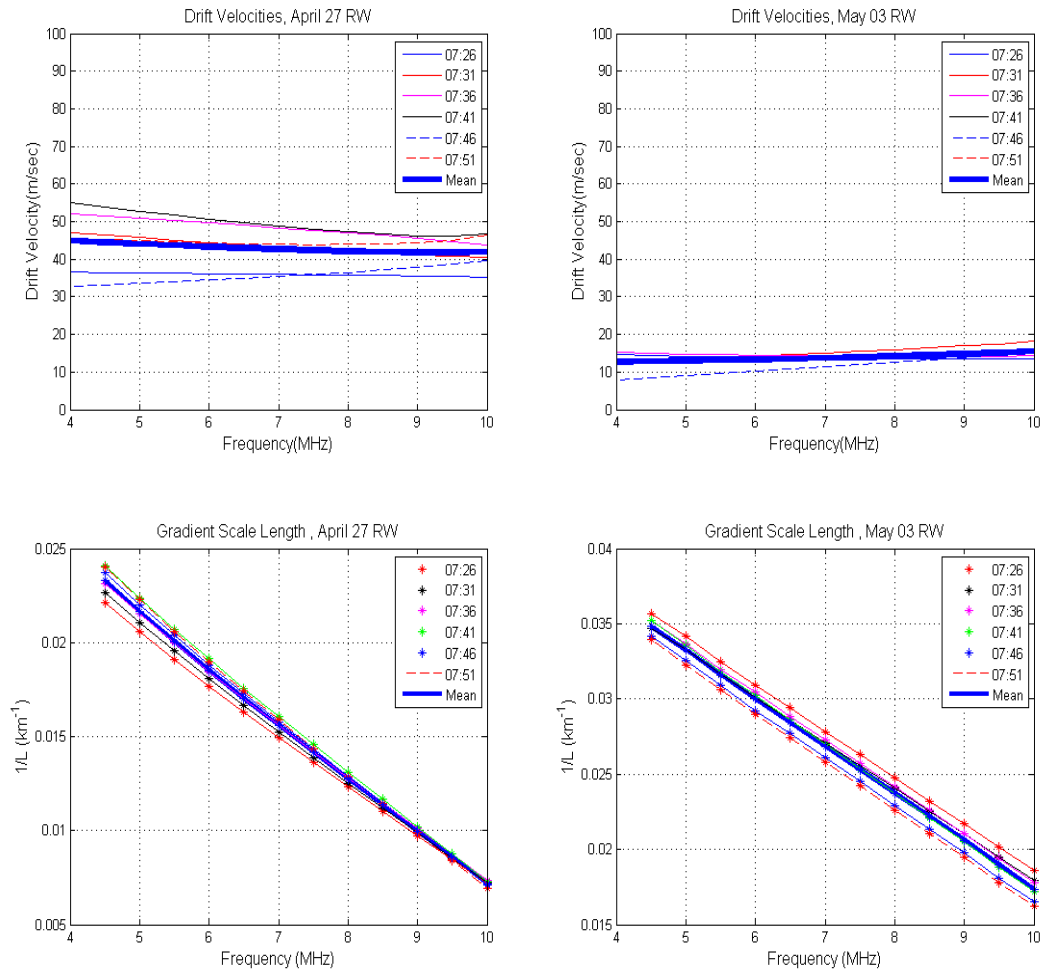 Drift Velocities, April 27 RW
100
90
80
70
60
50
40
30
20
10
0
Drift Velocity(m/sec)
07:26
07:31
07:36
07:41
07:46
07:51
Mean
4 5 6 7 8 9 10
Frequency(MHz)
Drift Velocities, May 03 RW
100
90
80
70
60
50
40
30
20
10
0
Drift Velocity(m/sec)
07:26
07:31
07:36
07:41
07:46
07:51
Mean
4 5 6 7 8 9 10
Frequency(MHz)
Gradient Scale Length , April 27 RW
0.025
0.02
0.015
0.01
0.005
1/L (km⁻¹)
07:26
07:31
07:36
07:41
07:46
07:51
Mean
4 5 6 7 8 9 10
Frequency (MHz)
Gradient Scale Length , May 03 RW
0.04
0.035
0.03
0.025
0.02
0.015
1/L (km⁻¹)
07:26
07:31
07:36
07:41
07:46
07:51
Mean
4 5 6 7 8 9 10
Frequency (MHz)